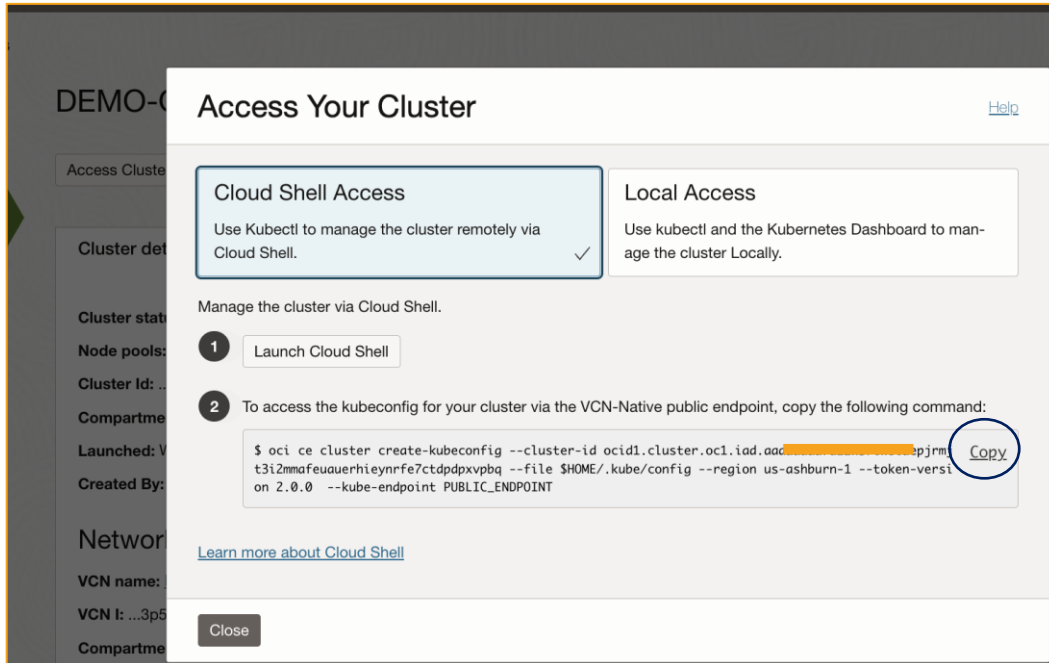 DEMO-
Access Your Cluster
Help
Access Cluste
Cloud Shell Access
Use Kubectl to manage the cluster remotely via
Cloud Shell.
Local Access
Use kubectl and the Kubernetes Dashboard to man-
age the cluster Locally.
Cluster det
Manage the cluster via Cloud Shell.
Cluster stat
1
Launch Cloud Shell
Node pools:
Cluster Id: ..
2
To access the kubeconfig for your cluster via the VCN-Native public endpoint, copy the following command:
Compartme
Launched:
Created By:
$ oci ce cluster create-kubeconfig --cluster-id
t3i2mmafeuauerhieynrfe7ctdpdpxvpbq --file $HOME/.kube/config --region us-ashburn-1 --token-versi
on 2.0.0 --kube-endpoint PUBLIC_ENDPOINT
Copy
Networ
Learn more about Cloud Shell
VCN name:
VCN I: ...3p5
Close
Compartme